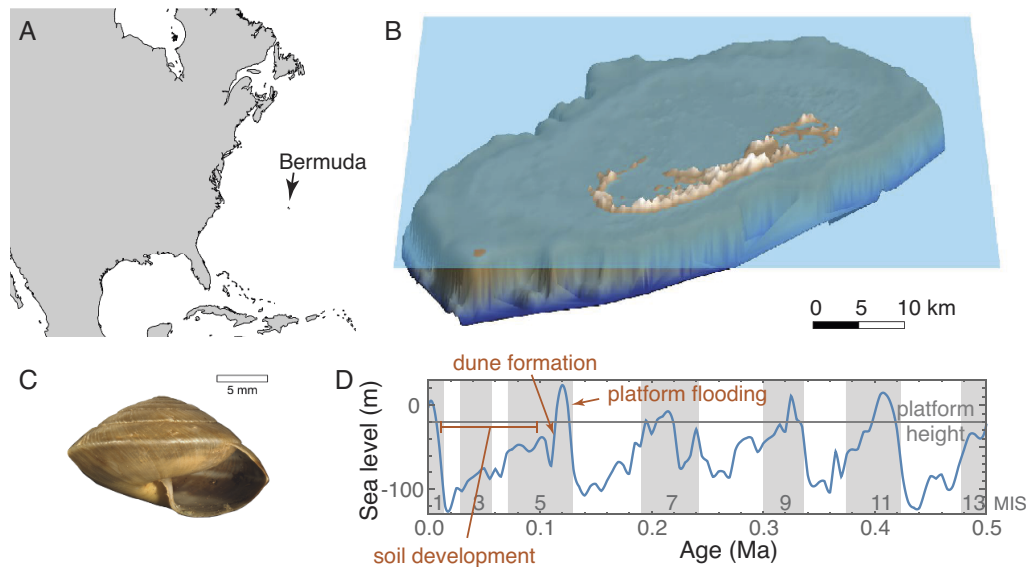 A
Bermuda
B
0 5 10 km
C
5 mm
D
dune formation
platform flooding
platform
height
Sea level (m)
0
-100
1 3 5 7 9 11 13 MIS
0.0 0.1 0.2 0.3 0.4 0.5
soil development
Age (Ma)